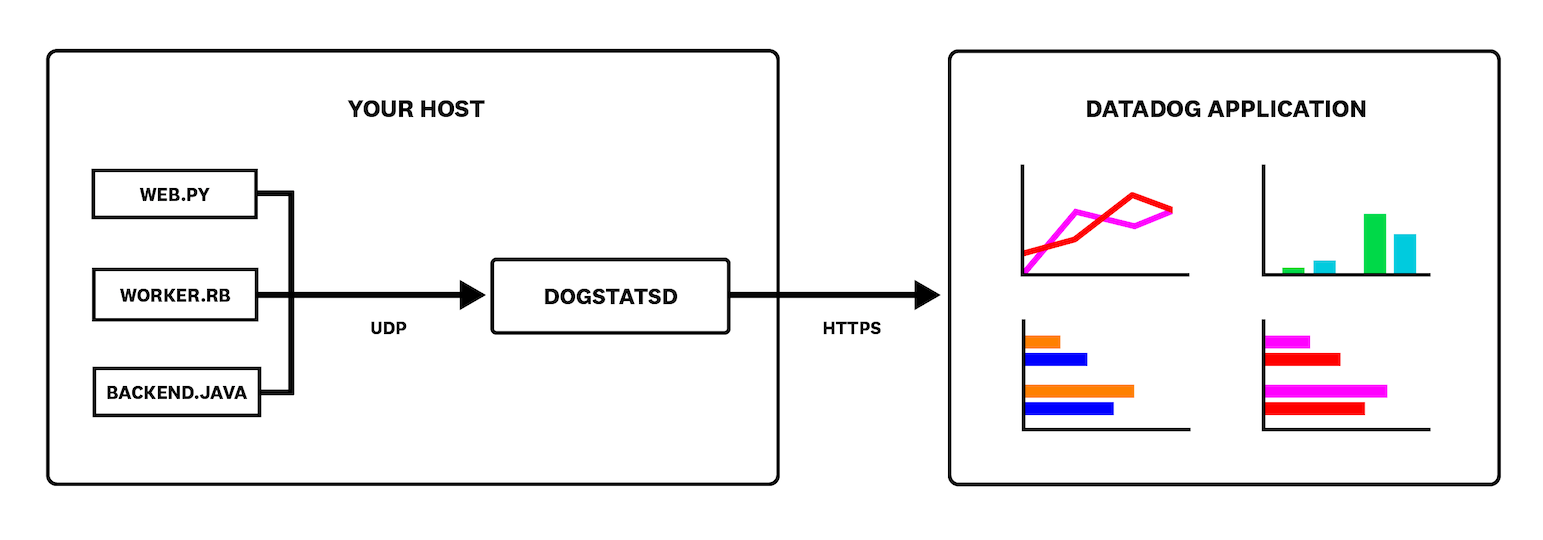 YOUR HOST
WEB.PY
WORKER.RB
BACKEND.JAVA
UDP
DOGSTATSD
HTTPS
DATADOG APPLICATION